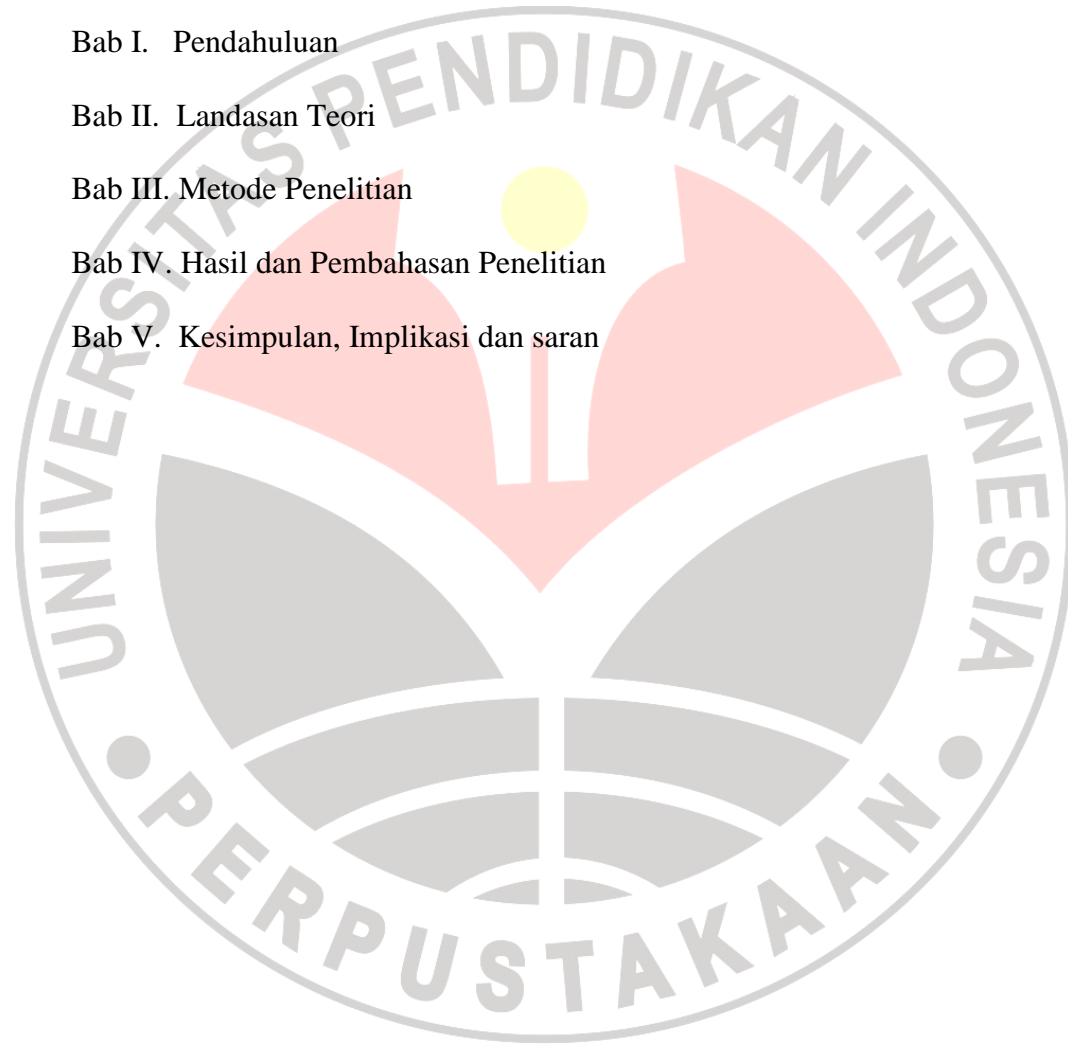 Bab I. Pendahuluan
Bab II. Landasan Teori
Bab III. Metode Penelitian
Bab IV. Hasil dan Pembahasan Penelitian
Bab V. Kesimpulan, Implikasi dan saran
UNIVERSITAS PENDIDIKAN INDONESIA
PERPUSTAKAAN